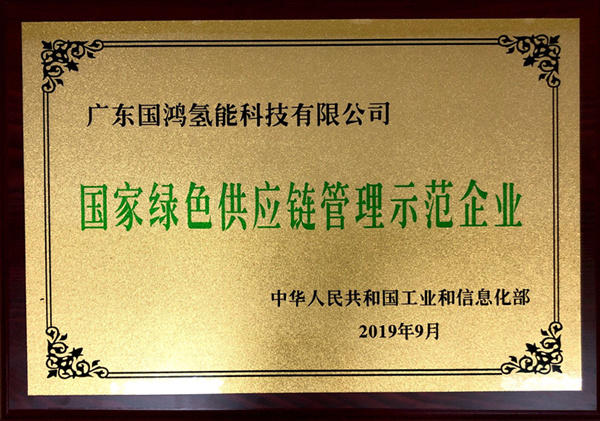 广东国鸿氢能科技有限公司
国家绿色供应链管理示范企业
中华人民共和国工业和信息化部
2019年9月